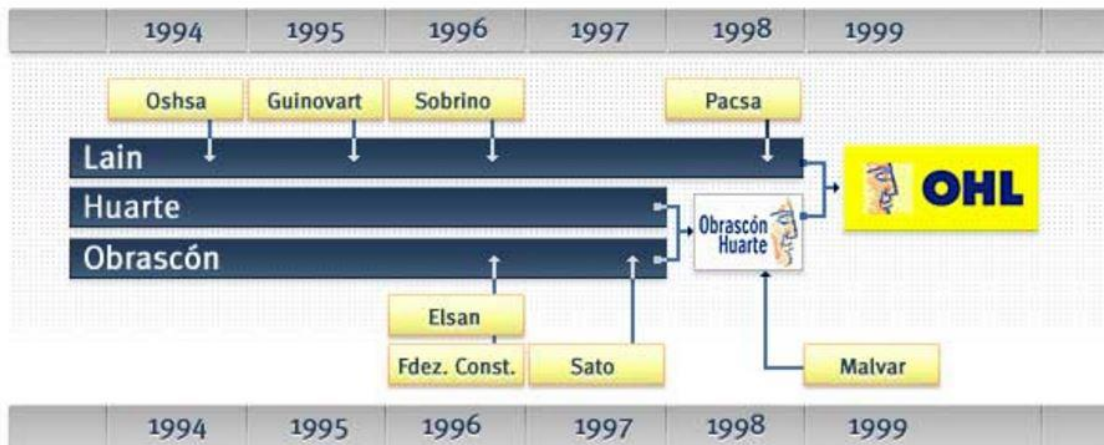 1994 1995 1996 1997 1998 1999
Oshsa Guinovart Sobrino Pacsa
Lain
Huarte
Obrascón
Obrascón
Huarte
OHL
Elsan
Fdez. Const. Sato Malvar
1994 1995 1996 1997 1998 1999